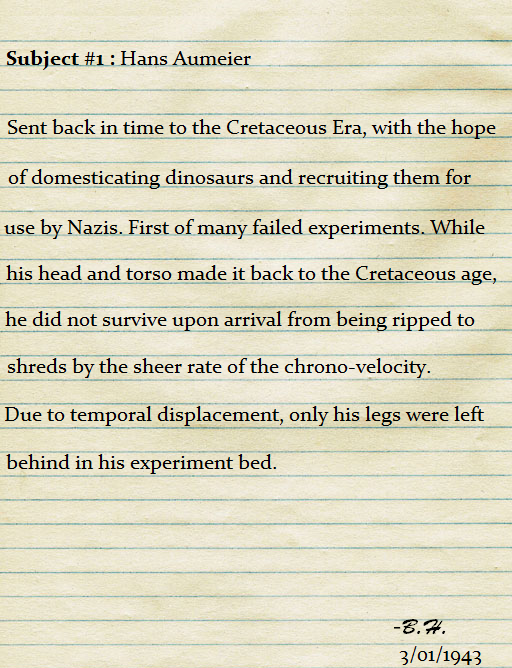 Subject #1 : Hans Aumeier
Sent back in time to the Cretaceous Era, with the hope
of domesticating dinosaurs and recruiting them for
use by Nazis. First of many failed experiments. While
his head and torso made it back to the Cretaceous age,
he did not survive upon arrival from being ripped to
shreds by the sheer rate of the chrono-velocity.
Due to temporal displacement, only his legs were left
behind in his experiment bed.
-B.H.
3/01/1943